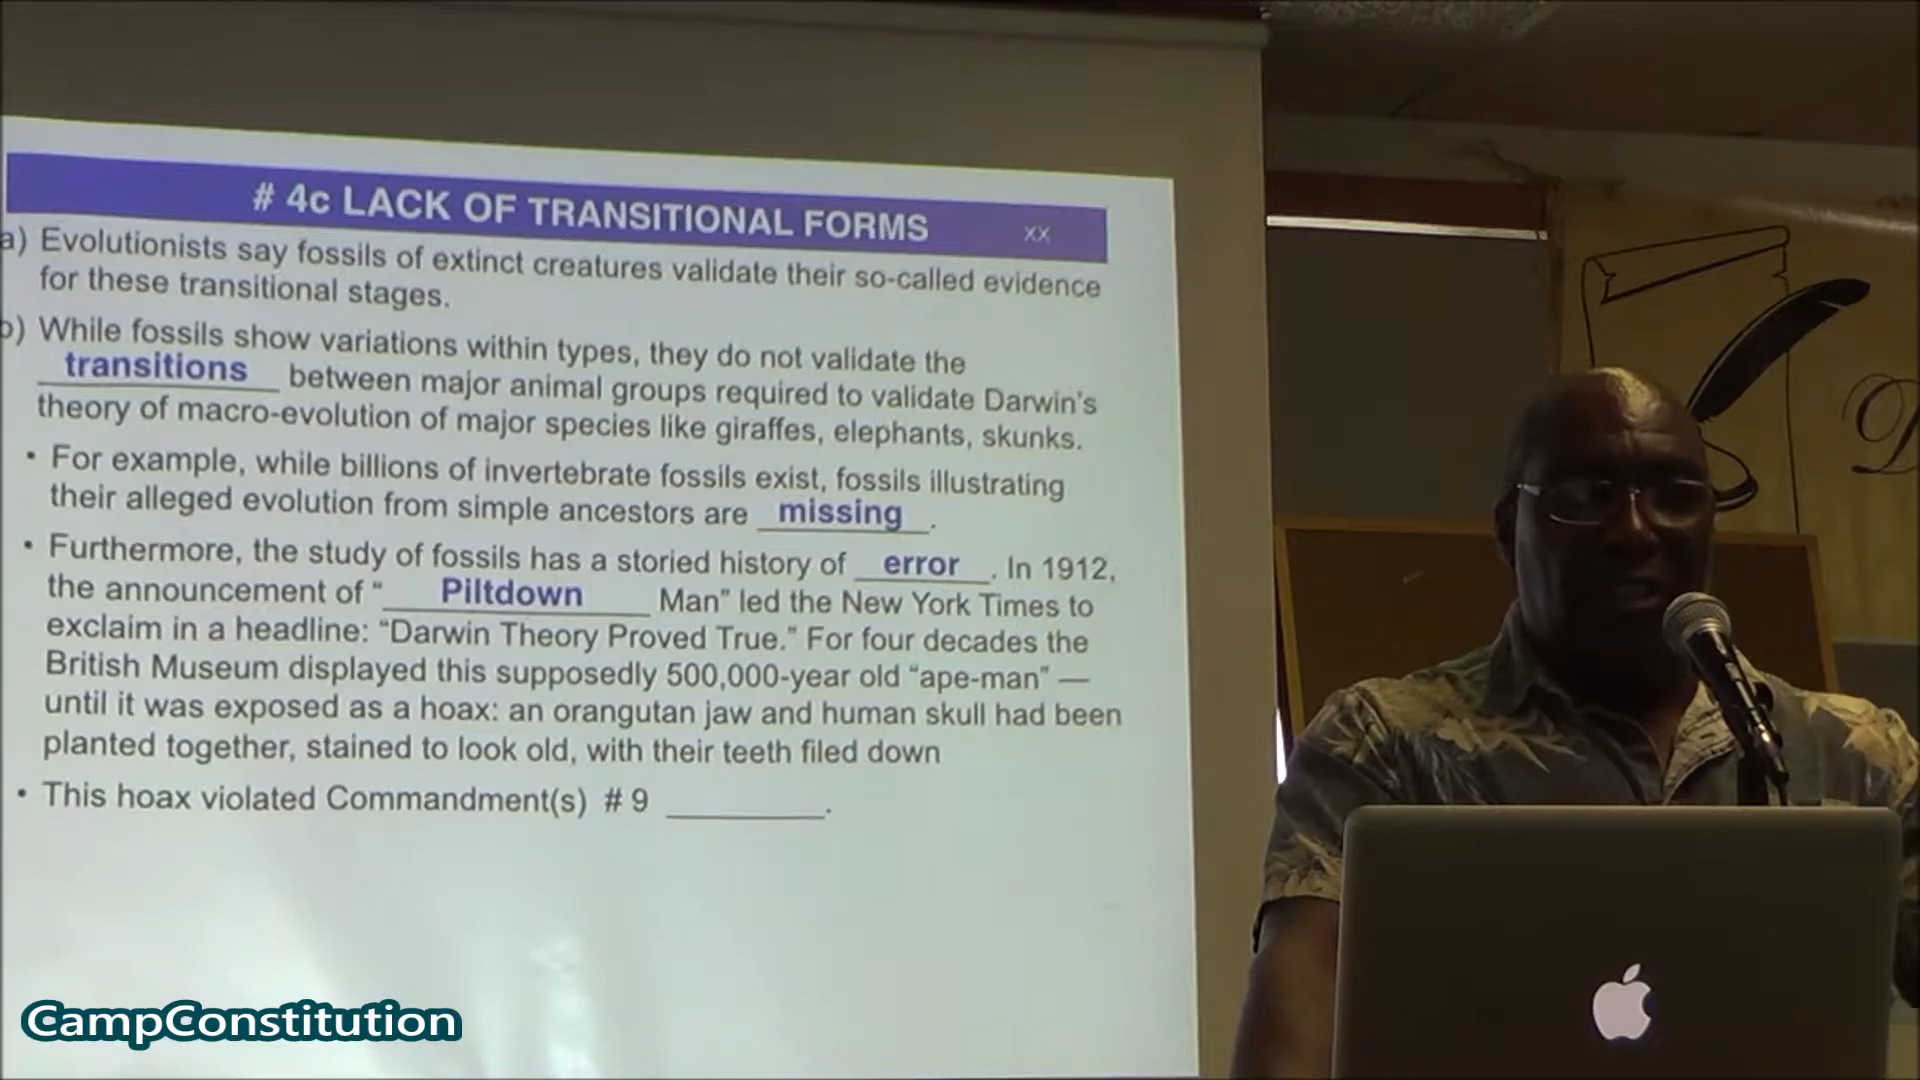 # 4c LACK OF TRANSITIONAL FORMS xx
a) Evolutionists say fossils of extinct creatures validate their so-called evidence
for these transitional stages.
b) While fossils show variations within types, they do not validate the
transitions between major animal groups required to validate Darwin's
theory of macro-evolution of major species like giraffes, elephants, skunks.
• For example, while billions of invertebrate fossils exist, fossils illustrating
their alleged evolution from simple ancestors are missing.
• Furthermore, the study of fossils has a storied history of error. In 1912,
the announcement of "Piltdown Man" led the New York Times to
exclaim in a headline: "Darwin Theory Proved True." For four decades the
British Museum displayed this supposedly 500,000-year old "ape-man" —
until it was exposed as a hoax: an orangutan jaw and human skull had been
planted together, stained to look old, with their teeth filed down
• This hoax violated Commandment(s) # 9 ________.
CampConstitution